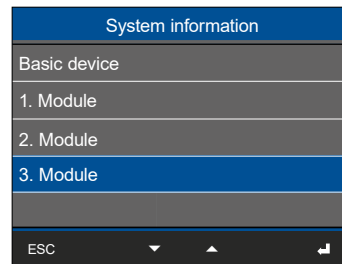 System information
Basic device
1. Module
2. Module
3. Module
ESC